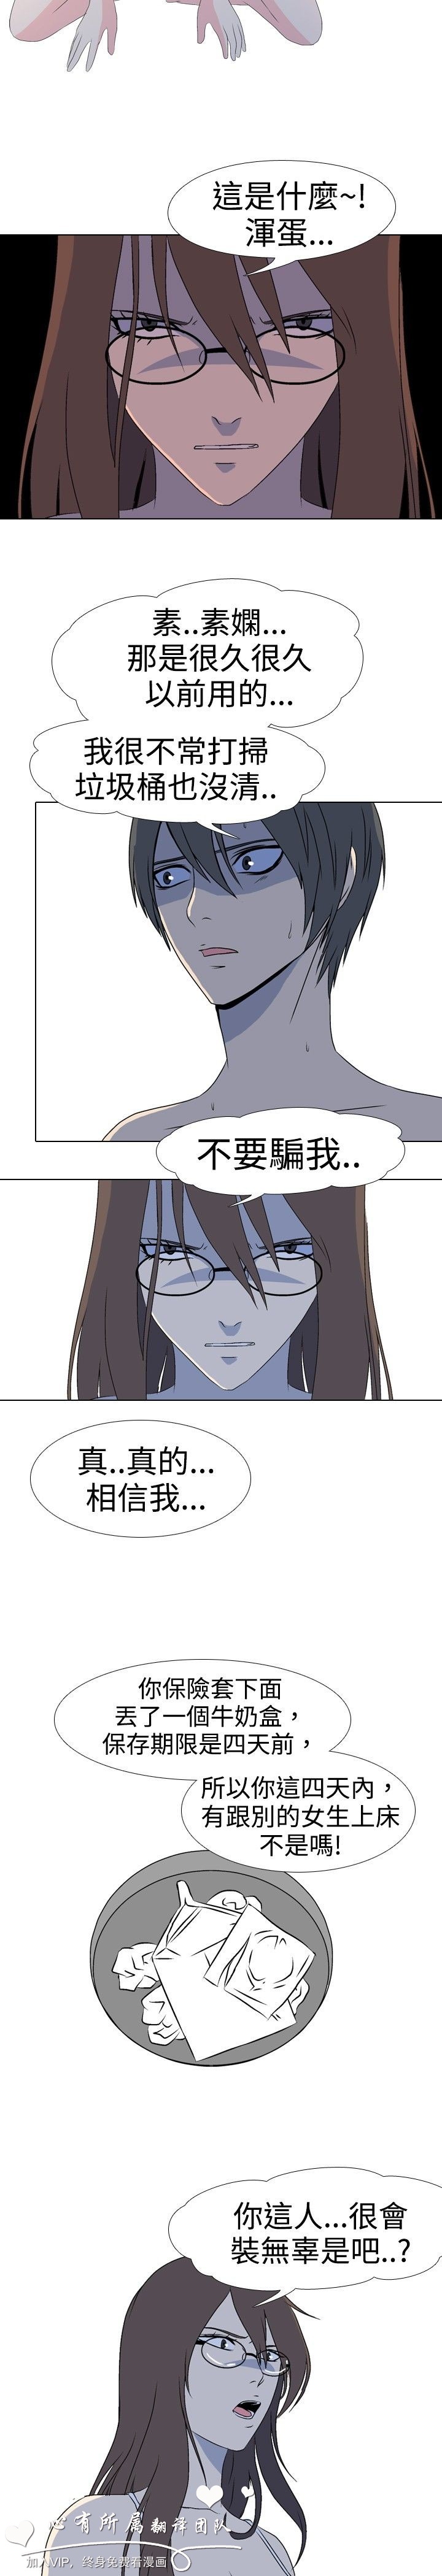 這是什麼~!
渾蛋...
素..素嫻...
那是很久很久
以前用的...
我很不常打掃
垃圾桶也沒清..
不要騙我..
真..真的...
相信我...
你保險套下面
丟了一個牛奶盒，
保存期限是四天前，
所以你這四天內，
有跟別的女生上床
不是嗎!
你這人...很會
裝無辜是吧..?
心有所属翻译团队
加入VIP，终身免费看漫画